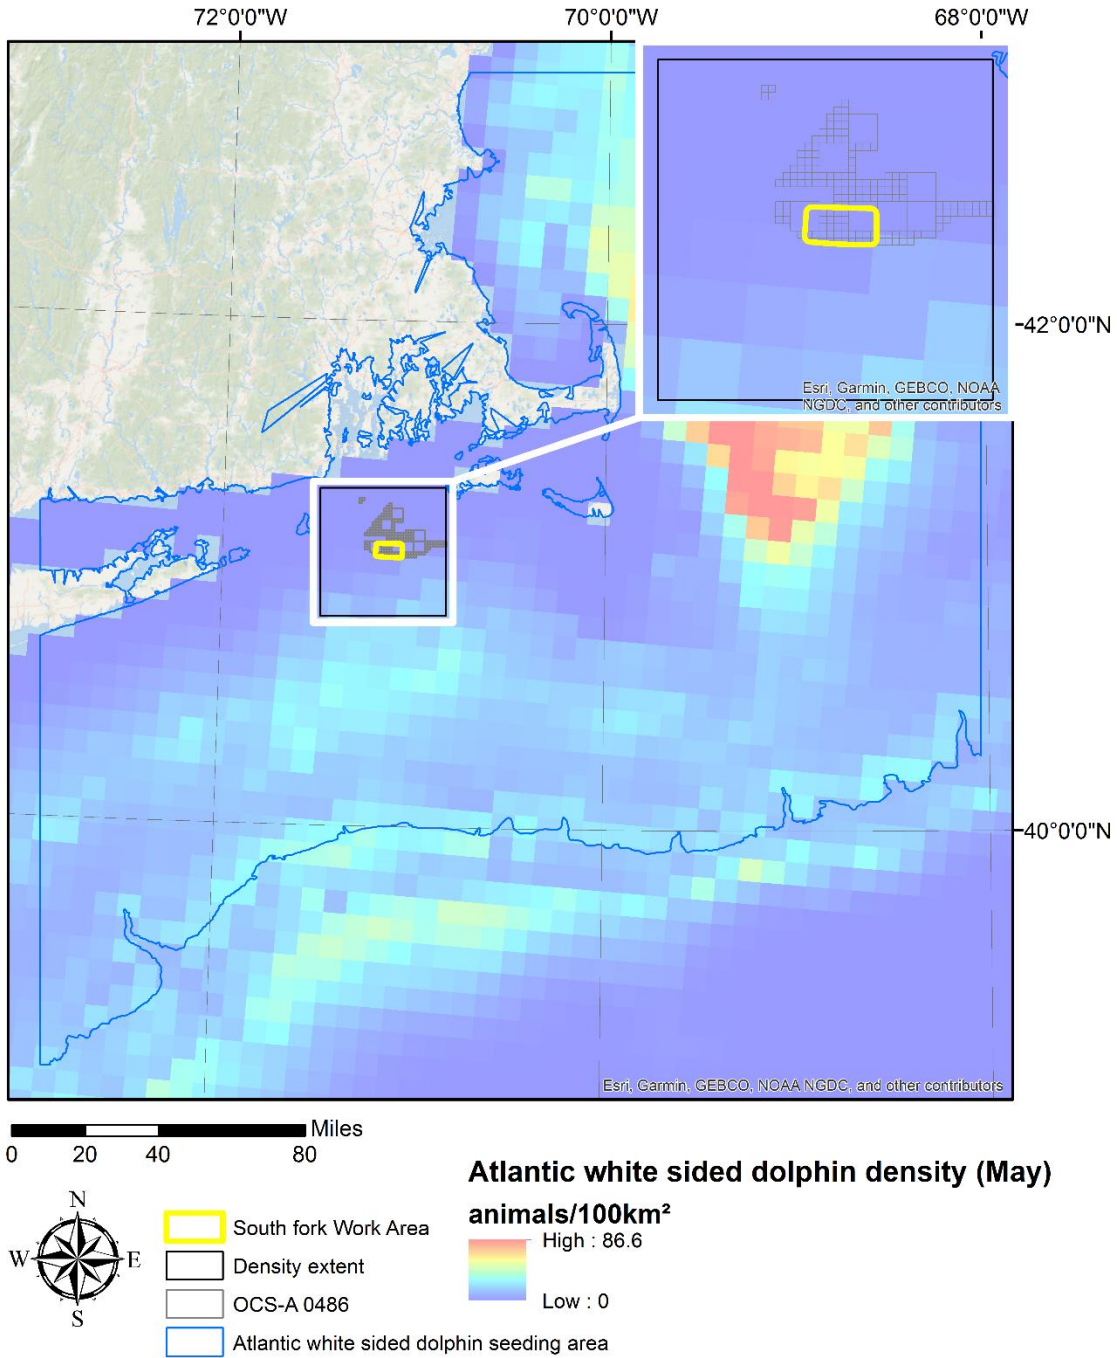 72°0'0"W 70°0'0"W 68°0'0"W
Esri, Garmin, GEBCO, NOAA
NGDC, and other contributors
42°0'0"N
40°0'0"N
Esri, Garmin, GEBCO, NOAA NGDC, and other contributors
Miles
0 20 40 80
Atlantic white sided dolphin density (May)
animals/100km²
High : 86.6
Low : 0
N
W E
S
South fork Work Area
Density extent
OCS-A 0486
Atlantic white sided dolphin seeding area